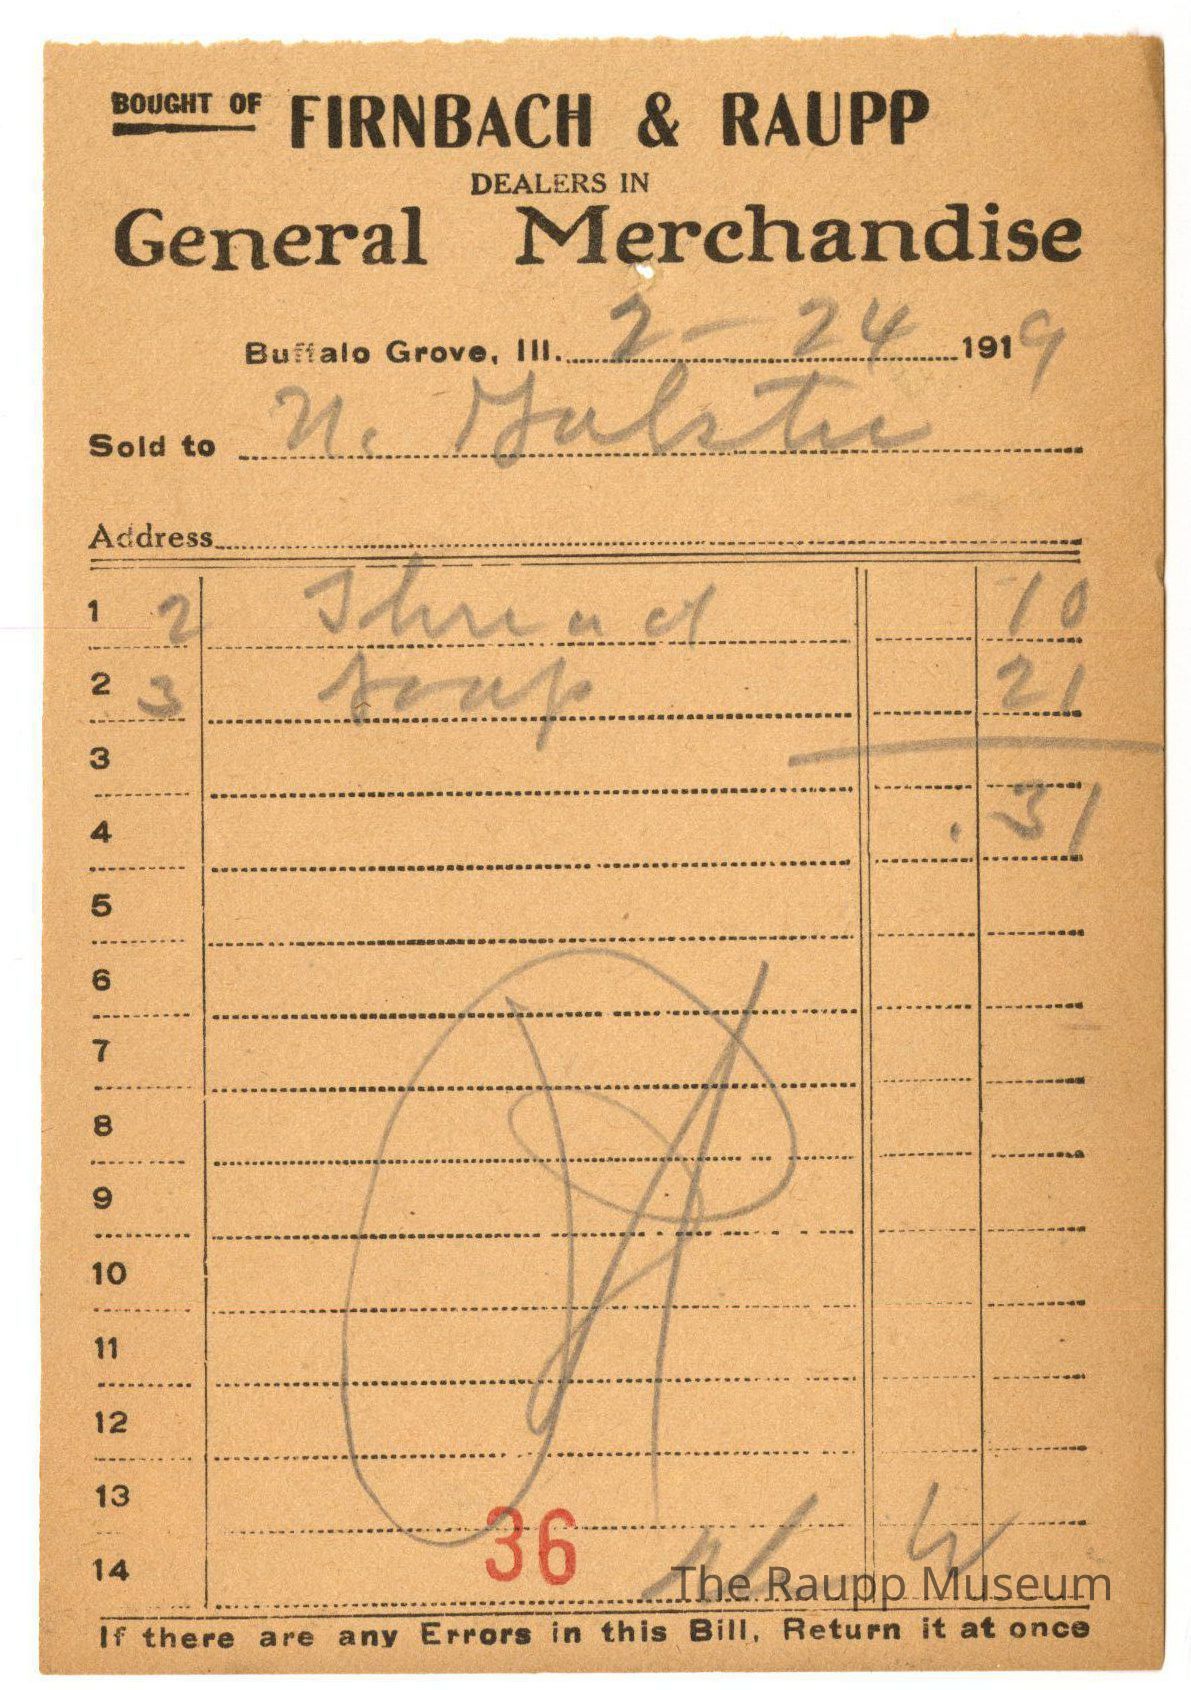 BOUGHT OF FIRNBACH & RAUPP
DEALERS IN
General Merchandise
Buffalo Grove, Ill. 2 - 24 1919
Sold to N.
Address
1 2 Thread 10
2 3 Soap 21
3
4 .31
5
6
7
8
9
10
11
12
13
36
14
The Raupp Museum
If there are any Errors in this Bill, Return it at once